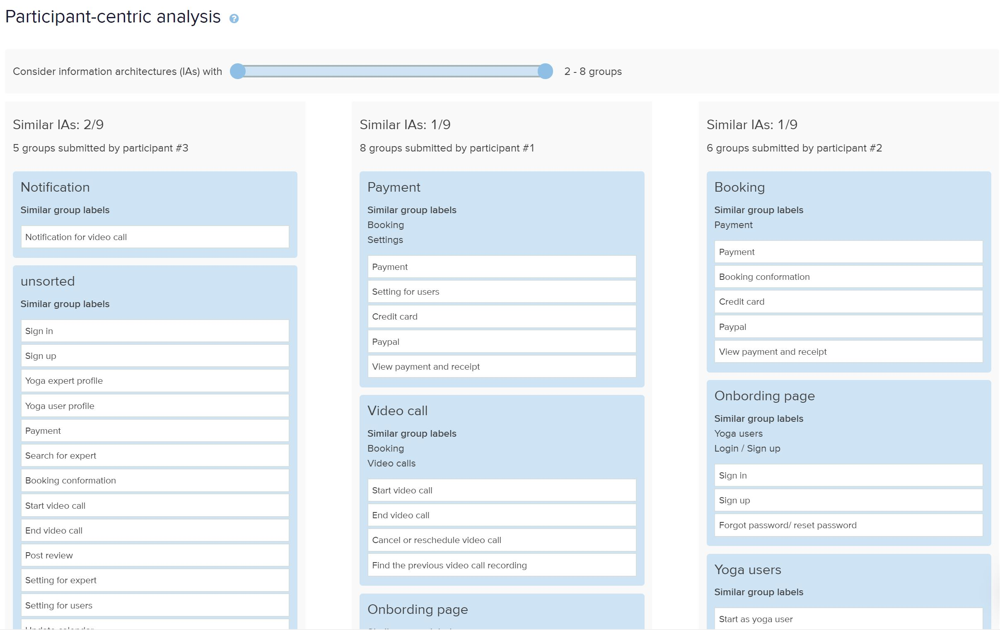 Participant-centric analysis ?
Consider information architectures (IAs) with 2 - 8 groups
Similar IAs: 2/9
5 groups submitted by participant #3
Notification
Similar group labels
Notification for video call
unsorted
Similar group labels
Sign in
Sign up
Yoga expert profile
Yoga user profile
Payment
Search for expert
Booking conformation
Start video call
End video call
Post review
Setting for expert
Setting for users
Similar IAs: 1/9
8 groups submitted by participant #1
Payment
Similar group labels
Booking
Settings
Payment
Setting for users
Credit card
Paypal
View payment and receipt
Video call
Similar group labels
Booking
Video calls
Start video call
End video call
Cancel or reschedule video call
Find the previous video call recording
Onbording page
Similar IAs: 1/9
6 groups submitted by participant #2
Booking
Similar group labels
Payment
Payment
Booking conformation
Credit card
Paypal
View payment and receipt
Onbording page
Similar group labels
Yoga users
Login / Sign up
Sign in
Sign up
Forgot password/ reset password
Yoga users
Similar group labels
Start as yoga user